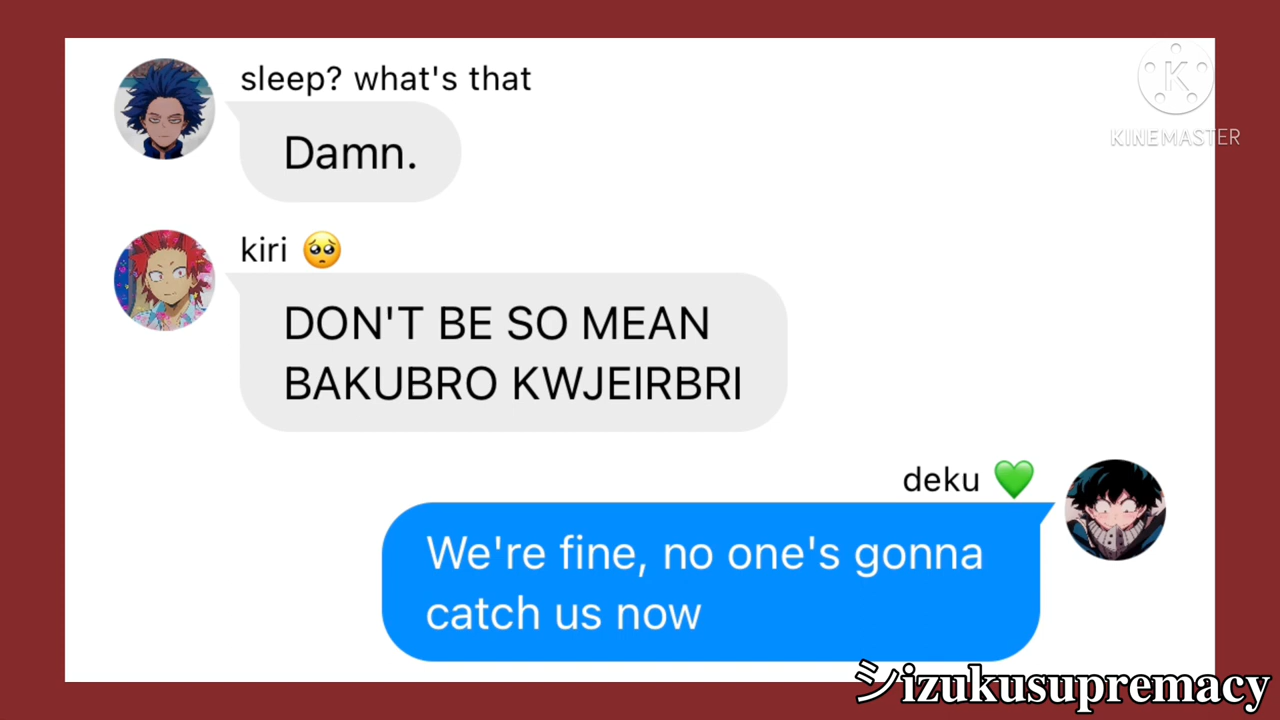 sleep? what's that
Damn.
KINEMASTER
kiri 🥺
DON'T BE SO MEAN
BAKUBRO KWJEIRBRI
deku 💚
We're fine, no one's gonna
catch us now
シizukusupremacy